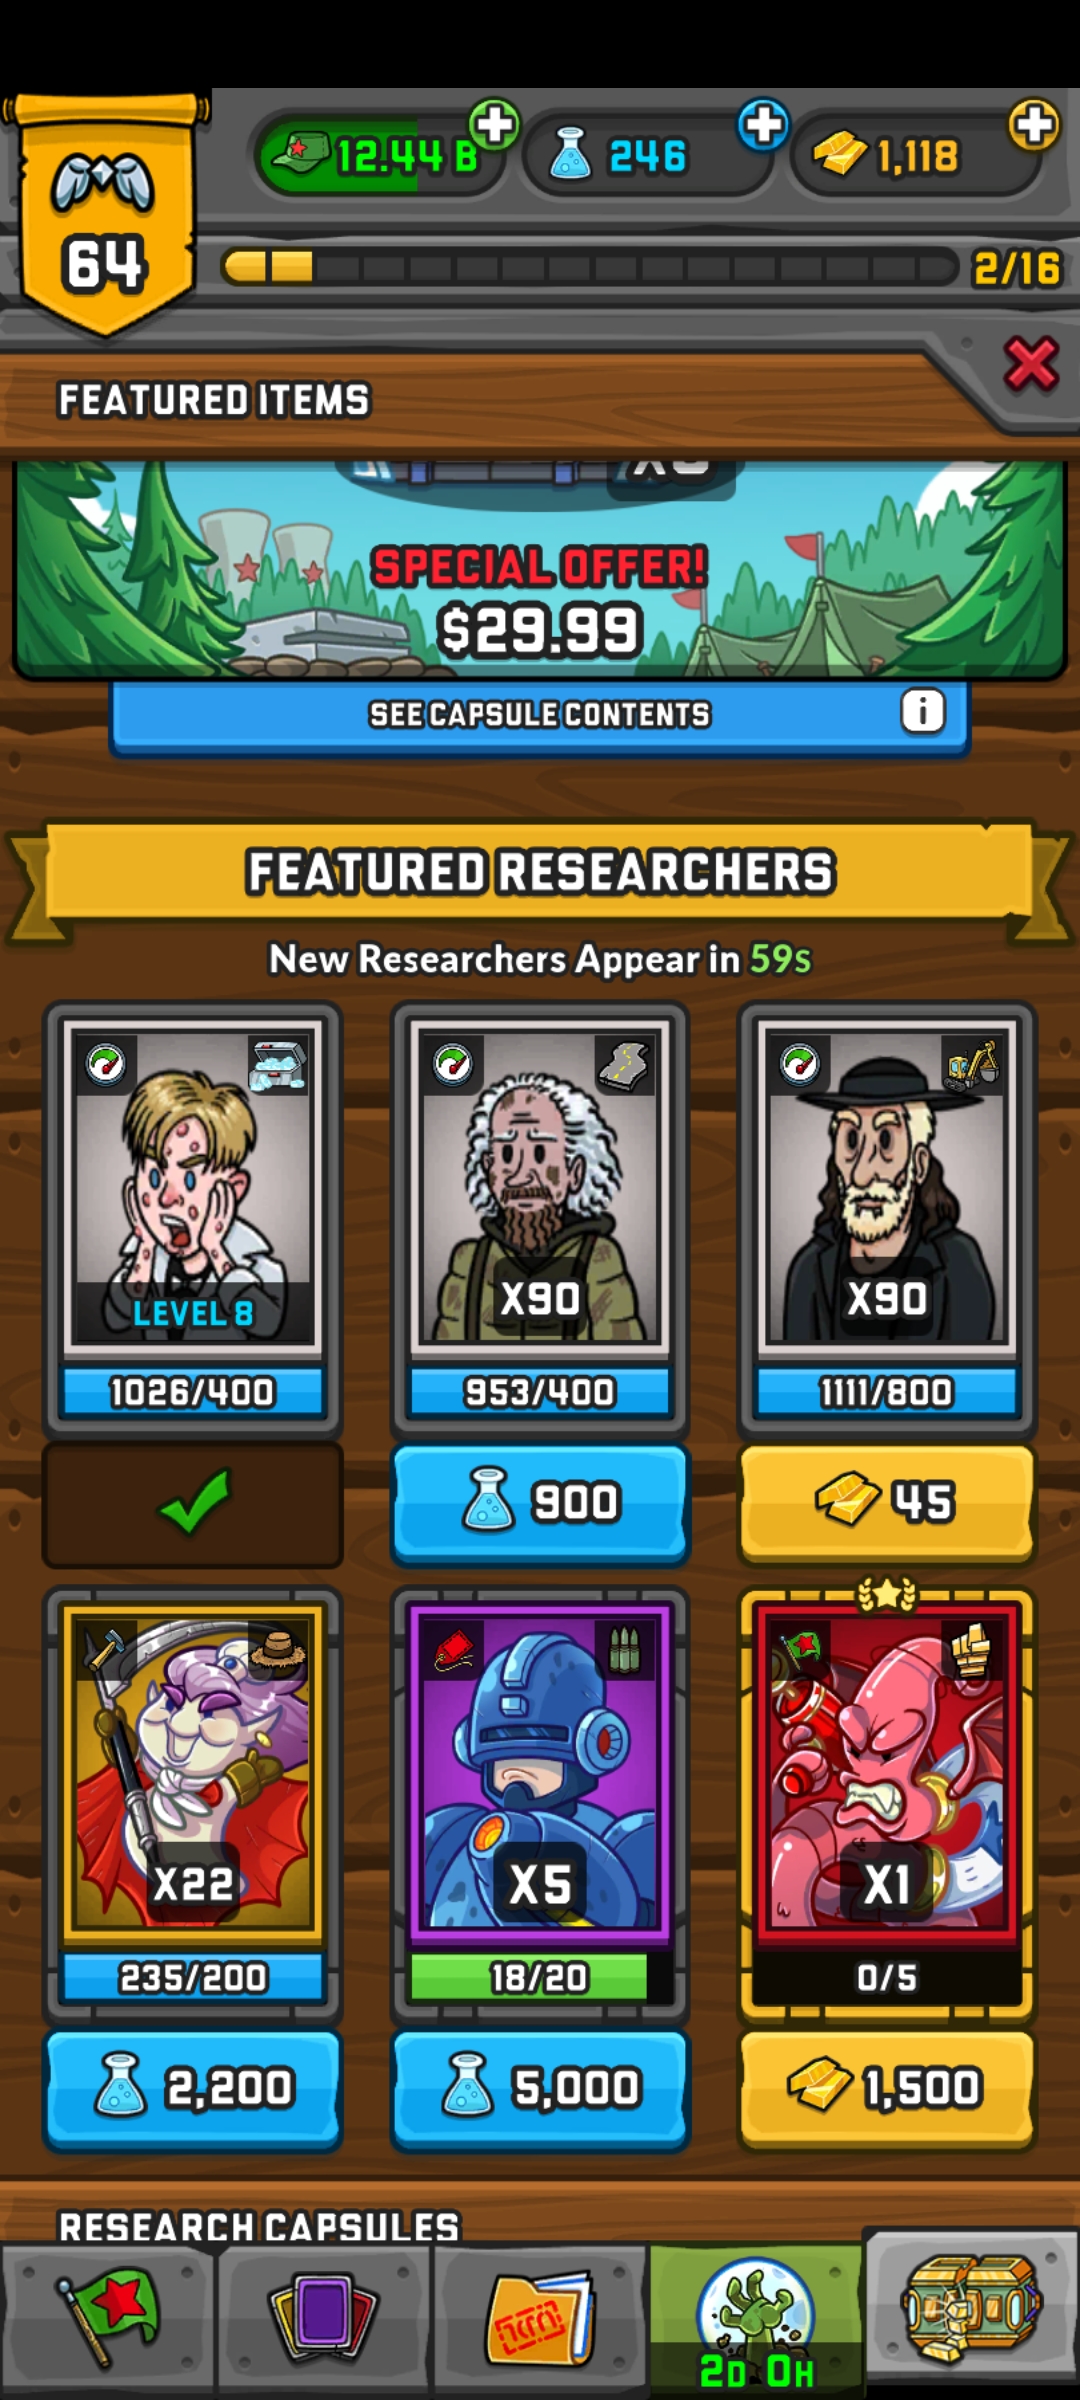 12.44 B
246
1,118
64
2/16
FEATURED ITEMS
SPECIAL OFFER!
$29.99
SEE CAPSULE CONTENTS
i
FEATURED RESEARCHERS
New Researchers Appear in 59s
LEVEL 8
X90
X90
1026/400
953/400
1111/800
900
45
X22
X5
X1
235/200
18/20
0/5
2,200
5,000
1,500
RESEARCH CAPSULES
2D 0H